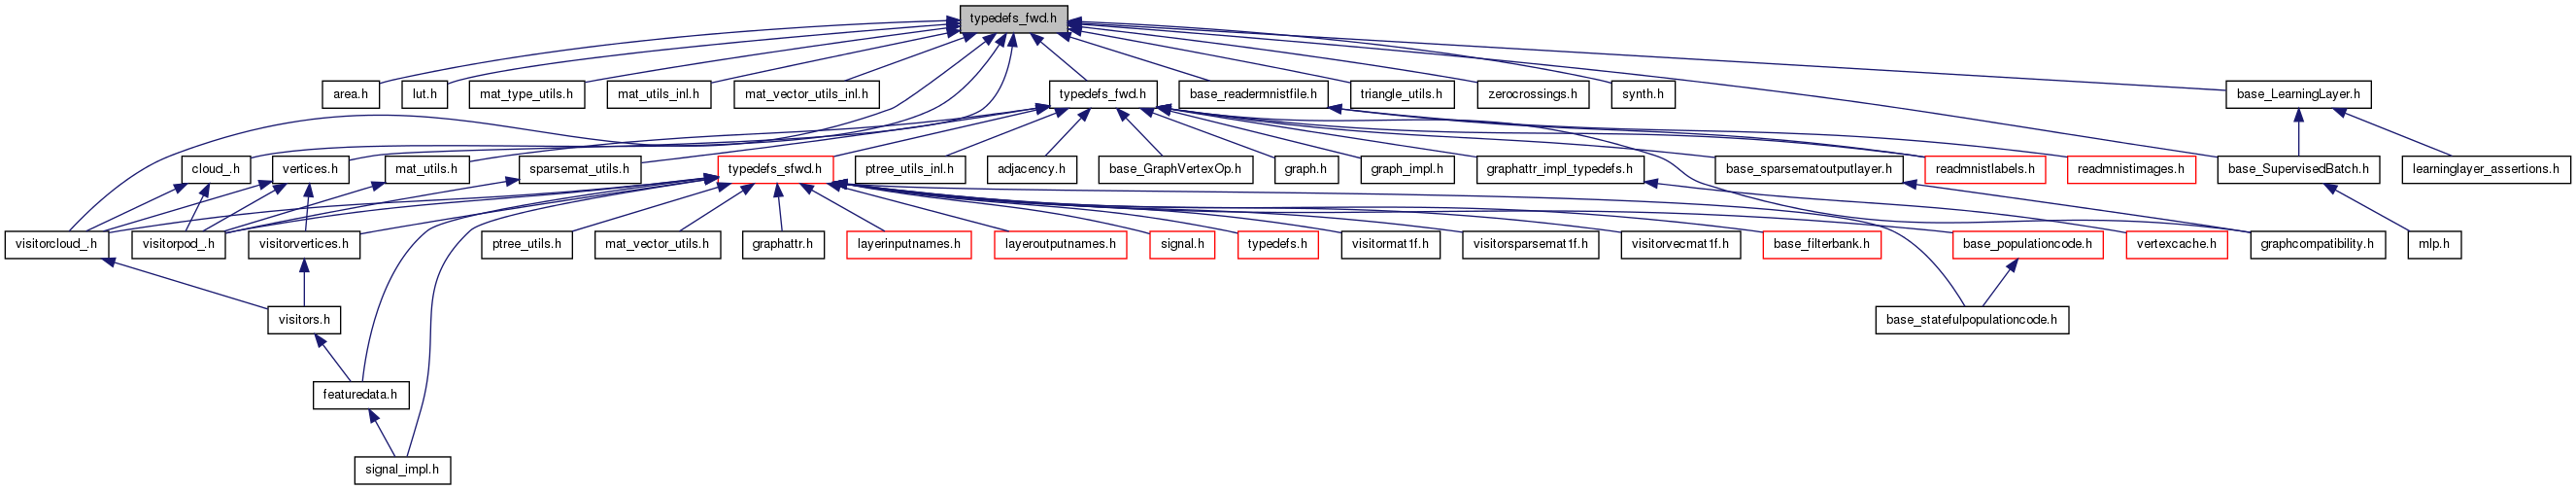 typedefs_fwd.h
area.h
lut.h
mat_type_utils.h
mat_utils_inl.h
mat_vector_utils_inl.h
typedefs_fwd.h
base_readermnistfile.h
triangle_utils.h
zerocrossings.h
synth.h
base_LearningLayer.h
cloud_.h
vertices.h
mat_utils.h
sparsemat_utils.h
typedefs_sfwd.h
ptree_utils_inl.h
adjacency.h
base_GraphVertexOp.h
graph.h
graph_impl.h
graphattr_impl_typedefs.h
base_sparsematoutputlayer.h
readmnistlabels.h
readmnistimages.h
base_SupervisedBatch.h
learninglayer_assertions.h
visitorcloud_.h
visitorpod_.h
visitorvertices.h
ptree_utils.h
mat_vector_utils.h
graphattr.h
layerinputnames.h
layeroutputnames.h
signal.h
typedefs.h
visitormat1f.h
visitorsparsemat1f.h
visitorvecmat1f.h
base_filterbank.h
base_populationcode.h
vertexcache.h
graphcompatibility.h
mlp.h
visitors.h
base_statefulpopulationcode.h
featuredata.h
signal_impl.h